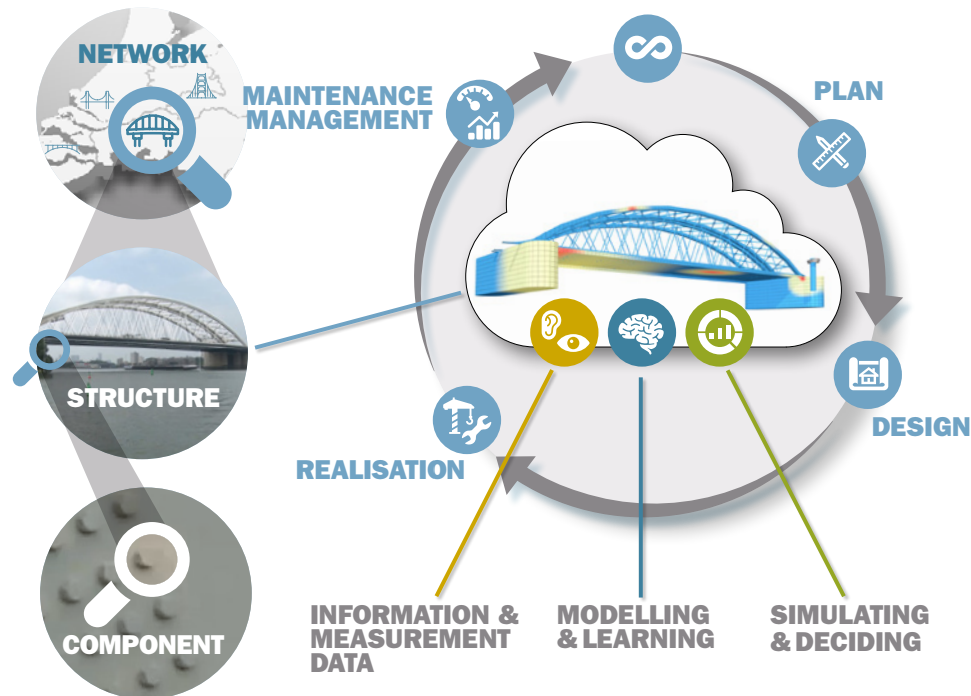 NETWORK
MAINTENANCE
MANAGEMENT
PLAN
STRUCTURE
DESIGN
REALISATION
COMPONENT
INFORMATION &
MEASUREMENT
DATA
MODELLING
& LEARNING
SIMULATING
& DECIDING